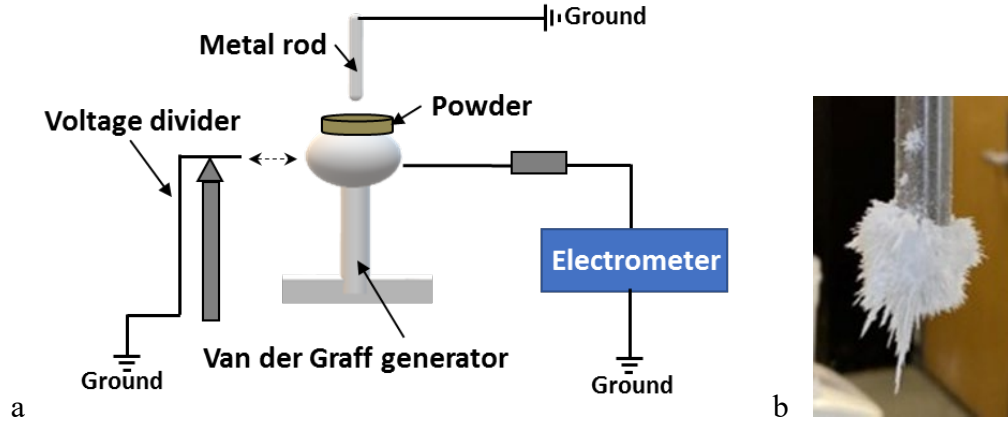 Ground
Metal rod
Powder
Voltage divider
Electrometer
Van der Graff generator
Ground
Ground
a
b